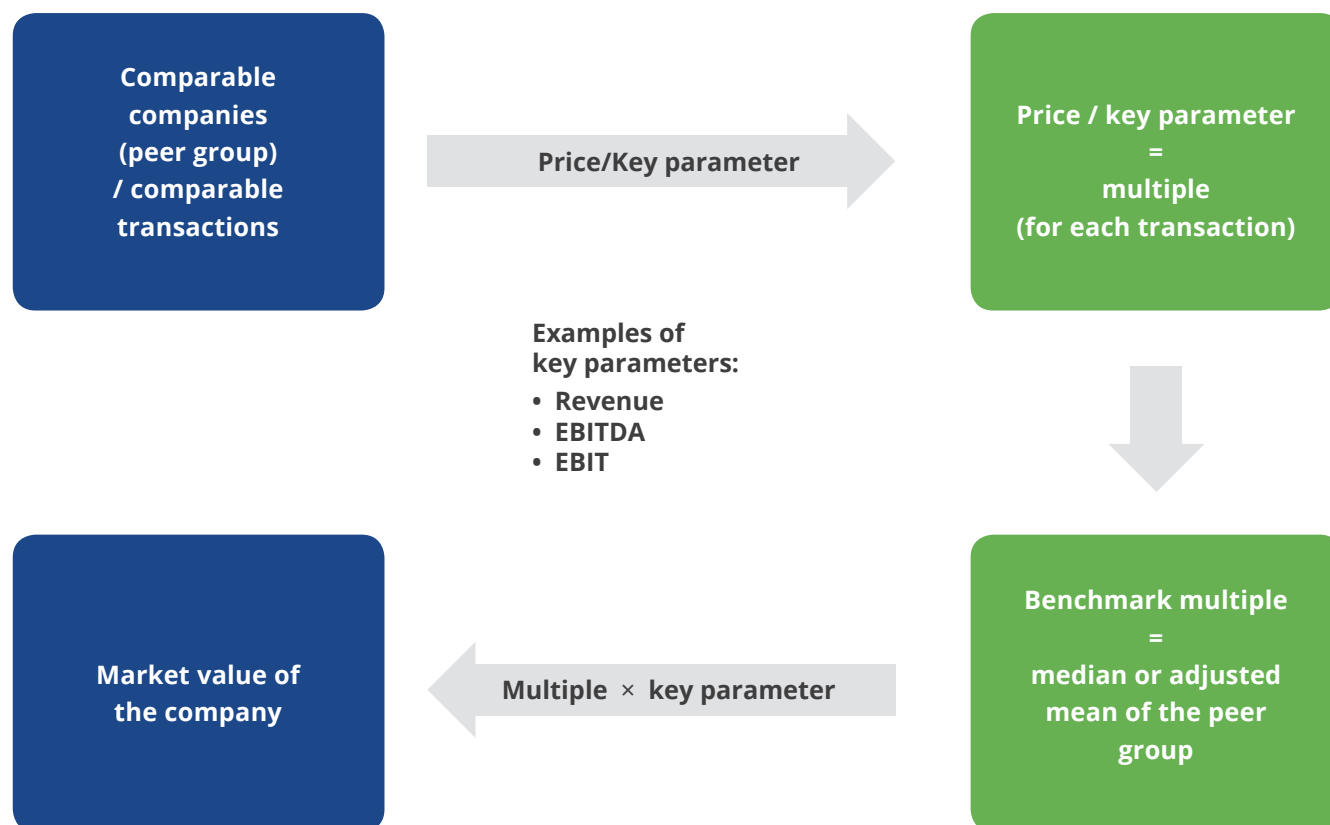 Comparable
companies
(peer group)
/ comparable
transactions
Price/Key parameter
Price / key parameter
=
multiple
(for each transaction)
Examples of
key parameters:
• Revenue
• EBITDA
• EBIT
Market value of
the company
Multiple × key parameter
Benchmark multiple
=
median or adjusted
mean of the peer
group